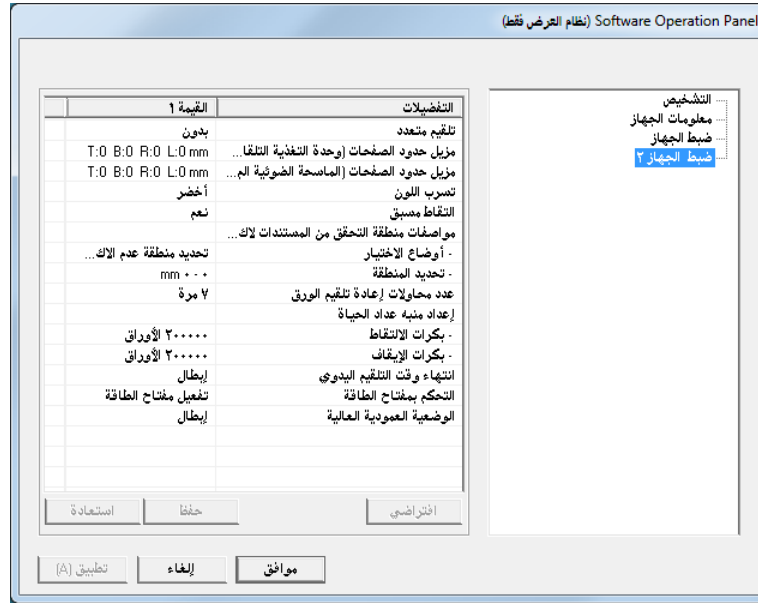 Software Operation Panel (نظام العرض فقط)
التشخيص
معلومات الجهاز
ضبط الجهاز
ضبط الجهاز ٢
التفضيلات القيمة ١
تلقيم متعدد بدون
مزيل حدود الصفحات (وحدة التغذية التلقا... T:0 B:0 R:0 L:0 mm
مزيل حدود الصفحات (الماسحة الضوئية الم... T:0 B:0 R:0 L:0 mm
تسرب اللون أخضر
التقاط مسبق نعم
مواصفات منطقة التحقق من المستندات لاك...
- أوضاع الاختيار تحديد منطقة عدم الاك...
- تحديد المنطقة ٠ ٠ ٠ mm
عدد محاولات إعادة تلقيم الورق ٧ مرة
إعداد منبه عداد الحياة
- بكرات الالتقاط ٢٠٠٠٠٠ الأوراق
- بكرات الإيقاف ٢٠٠٠٠٠ الأوراق
انتهاء وقت التلقيم اليدوي إبطال
التحكم بمفتاح الطاقة تفعيل مفتاح الطاقة
الوضعية العمودية العالية إبطال
افتراضي حفظ استعادة
موافق إلغاء تطبيق (A)